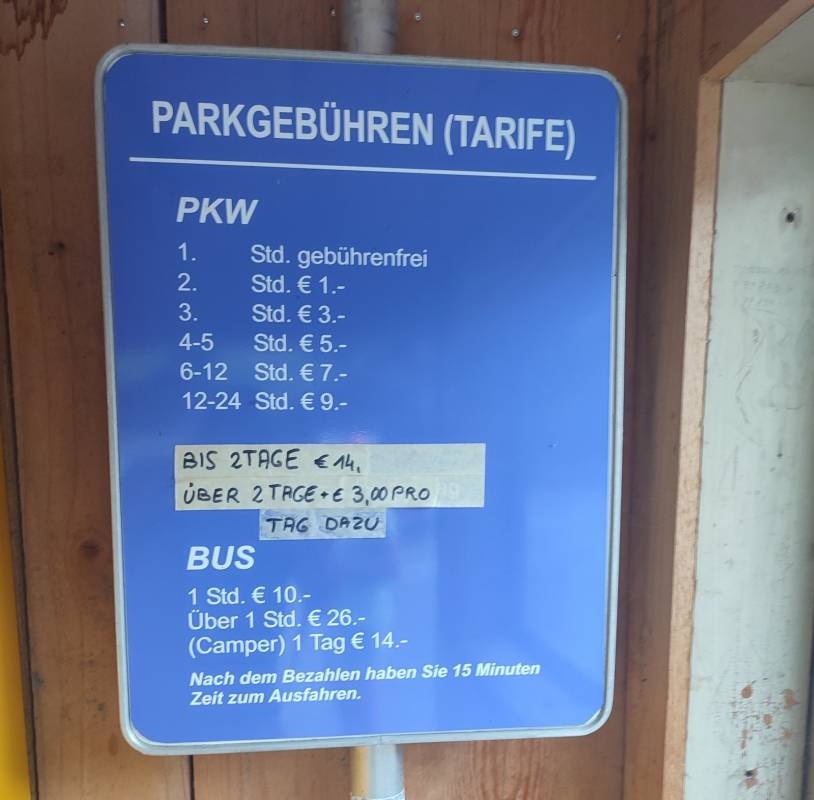 PARKGEBÜHREN (TARIFE)
PKW
1. Std. gebührenfrei
2. Std. € 1.-
3. Std. € 3.-
4-5 Std. € 5.-
6-12 Std. € 7.-
12-24 Std. € 9.-
BIS 2TAGE €14,
ÜBER 2 TAGE+€ 3,00 PRO
TAG DAZU
BUS
1 Std. € 10.-
Über 1 Std. € 26.-
(Camper) 1 Tag € 14.-
Nach dem Bezahlen haben Sie 15 Minuten
Zeit zum Ausfahren.